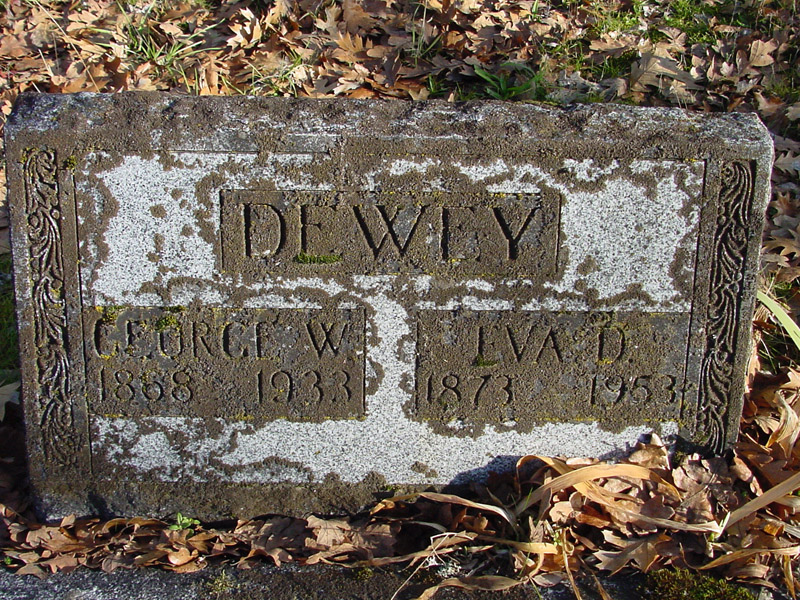 DEWEY
GEORGE W.
1868 1933
EVA D.
1873 1953